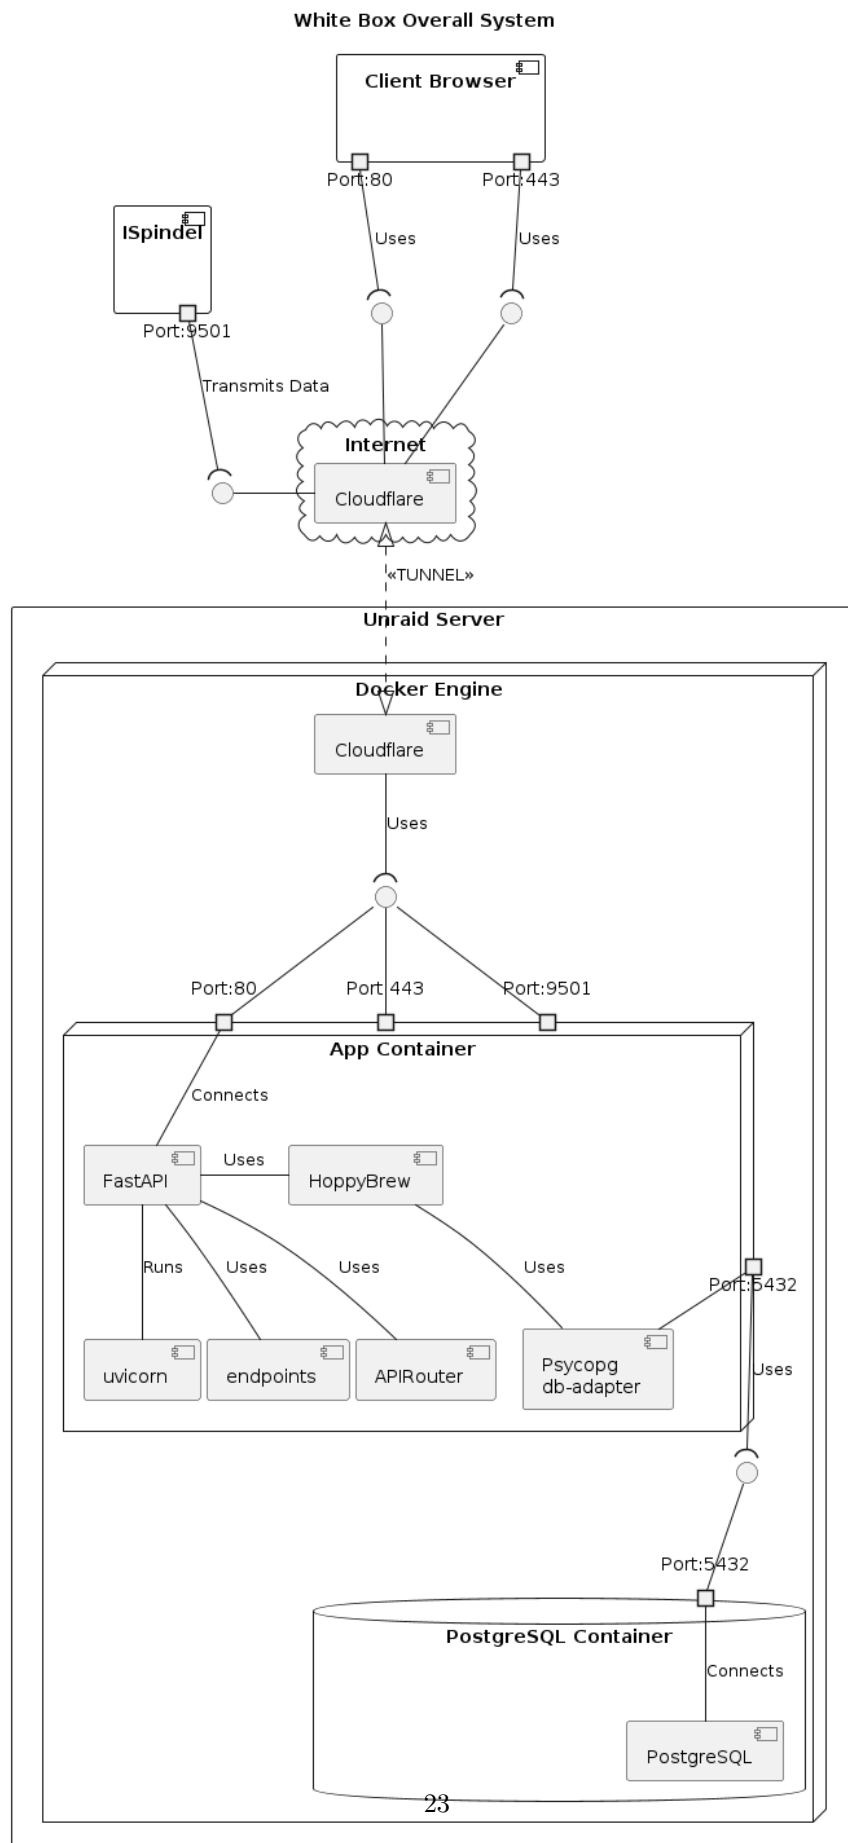 White Box Overall System
Client Browser
Port:80
Port:443
ISpindel
Uses
Uses
Port:9501
Transmits Data
Internet
Cloudflare
«TUNNEL»
Unraid Server
Docker Engine
Cloudflare
Uses
Port:80
Port 443
Port:9501
App Container
Connects
FastAPI
Uses
HoppyBrew
Runs
Uses
Uses
Uses
Port:5432
uvicorn
endpoints
APIRouter
Psycopg
db-adapter
Uses
Port:5432
PostgreSQL Container
Connects
PostgreSQL
23